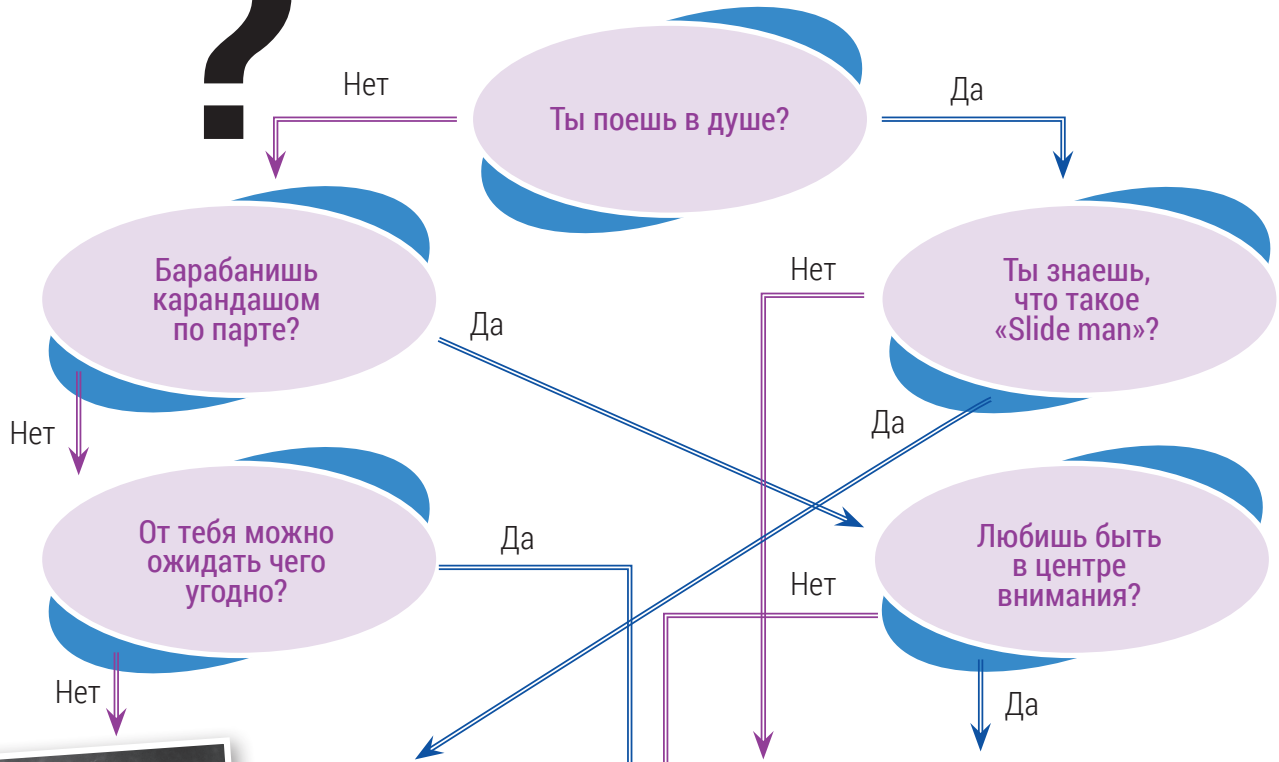 ?
Нет
Ты поешь в душе?
Да
Барабанишь
карандашом
по парте?
Да
Нет
Ты знаешь,
что такое
«Slide man»?
Нет
Да
От тебя можно
ожидать чего
угодно?
Да
Нет
Любишь быть
в центре
внимания?
Нет
Да